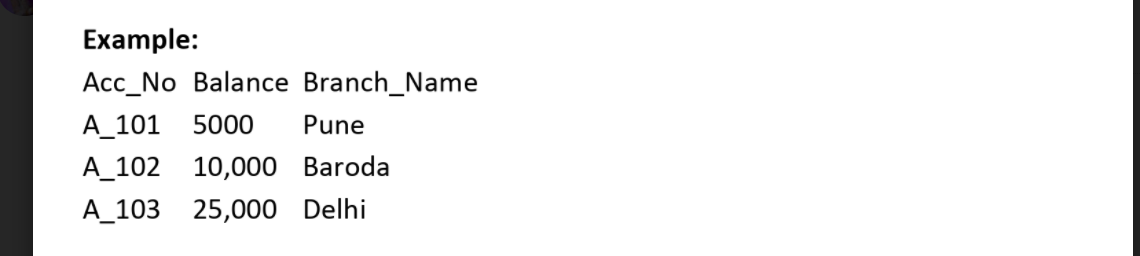 Example:
Acc_No Balance Branch_Name
A_101 5000 Pune
A_102 10,000 Baroda
A_103 25,000 Delhi